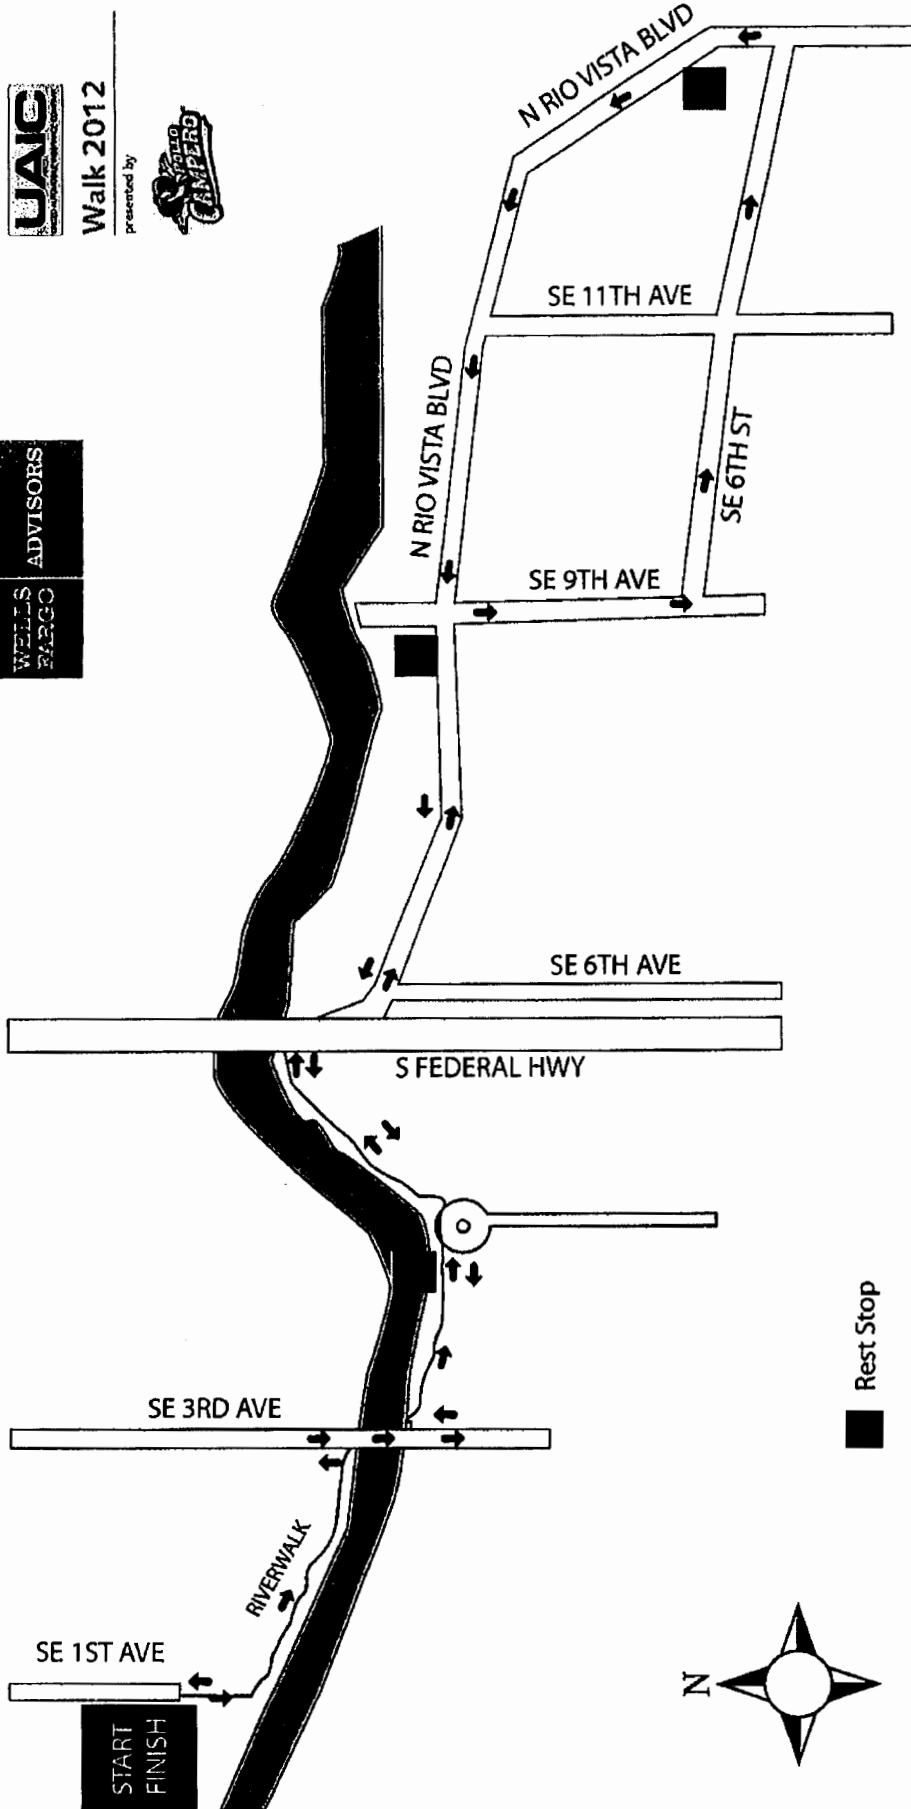 UAIC
Walk 2012
presented by
POLLO
CAMPERO
WELLS
FARGO
ADVISORS
N RIO VISTA BLVD
SE 11TH AVE
N RIO VISTA BLVD
SE 6TH ST
SE 9TH AVE
SE 6TH AVE
S FEDERAL HWY
SE 3RD AVE
RIVERWALK
SE 1ST AVE
START
FINISH
Rest Stop
N